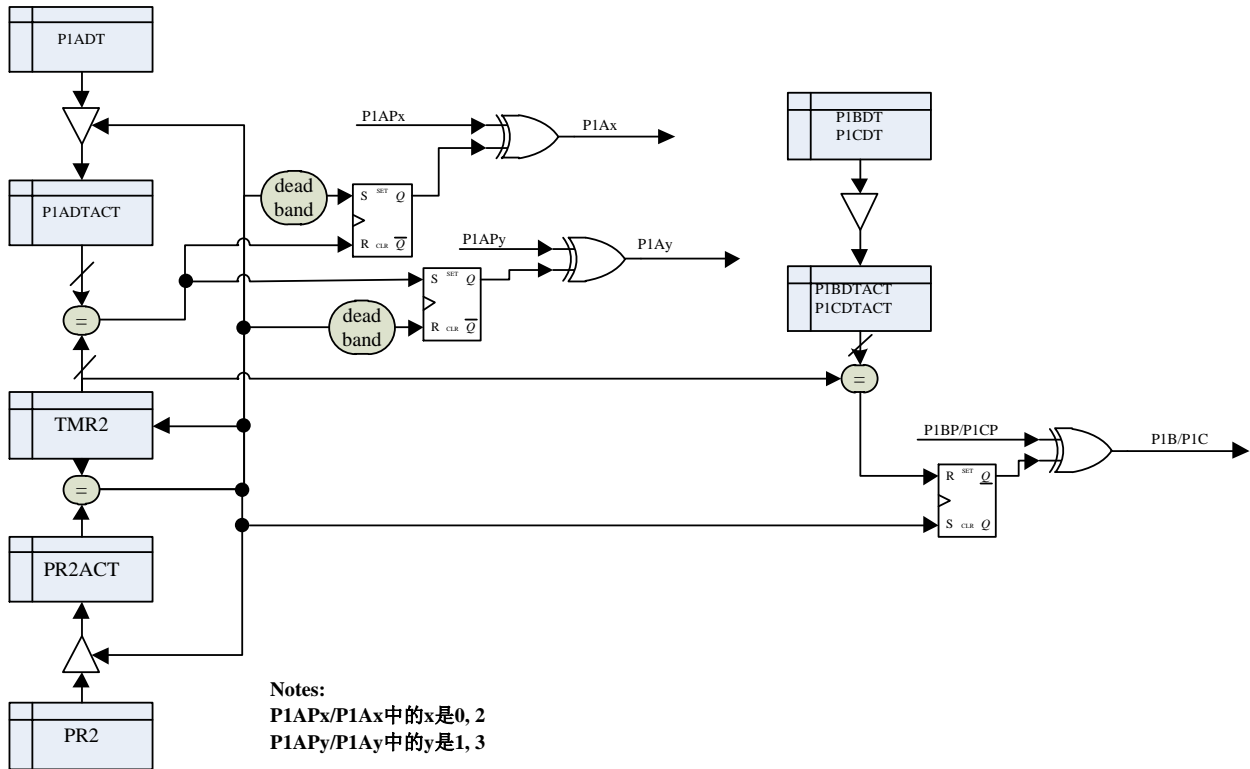 P1ADT
P1ADTACT
=
TMR2
=
PR2ACT
PR2
dead
band
P1APx
S SET Q
R CLR Q
P1Ax
P1APy
S SET Q
R CLR Q
P1Ay
dead
band
P1BDT
P1CDT
P1BDTACT
P1CDTACT
=
P1BP/P1CP
R SET Q
S CLR Q
P1B/P1C
Notes:
P1APx/P1Ax中的x是0, 2
P1APy/P1Ay中的y是1, 3